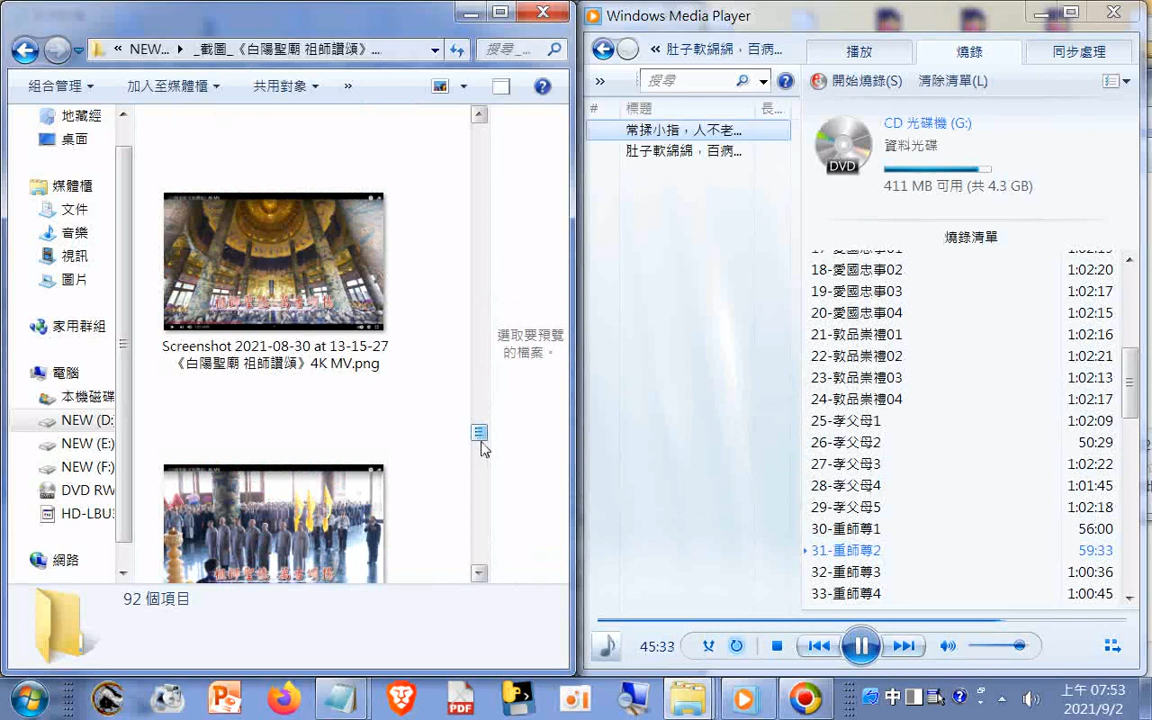 « NEW... ▸ _截圖_《白陽聖廟 祖師讚頌》...
搜尋_...
組合管理
加入至媒體櫃
共用對象
»
地藏經
桌面
媒體櫃
文件
音樂
視訊
圖片
家用群組
電腦
本機磁碟
NEW (D:
NEW (E:)
NEW (F:)
DVD RW
HD-LBU3
網路
Screenshot 2021-08-30 at 13-15-27
《白陽聖廟 祖師讚頌》4K MV.png
選取要預覽
的檔案。
92 個項目
Windows Media Player
« 肚子軟綿綿，百病...
播放
燒錄
同步處理
»
搜尋
開始燒錄(S)
清除清單(L)
#
標題
長...
常揉小指，人不老...
肚子軟綿綿，百病...
CD 光碟機 (G:)
資料光碟
DVD
411 MB 可用 (共 4.3 GB)
燒錄清單
18-愛國忠事02 1:02:20
19-愛國忠事03 1:02:17
20-愛國忠事04 1:02:15
21-敦品崇禮01 1:02:16
22-敦品崇禮02 1:02:21
23-敦品崇禮03 1:02:13
24-敦品崇禮04 1:02:17
25-孝父母1 1:02:09
26-孝父母2 50:29
27-孝父母3 1:02:22
28-孝父母4 1:01:45
29-孝父母5 1:02:18
30-重師尊1 56:00
31-重師尊2 59:33
32-重師尊3 1:00:36
33-重師尊4 1:00:45
45:33
PDF
中
上午 07:53
2021/9/2